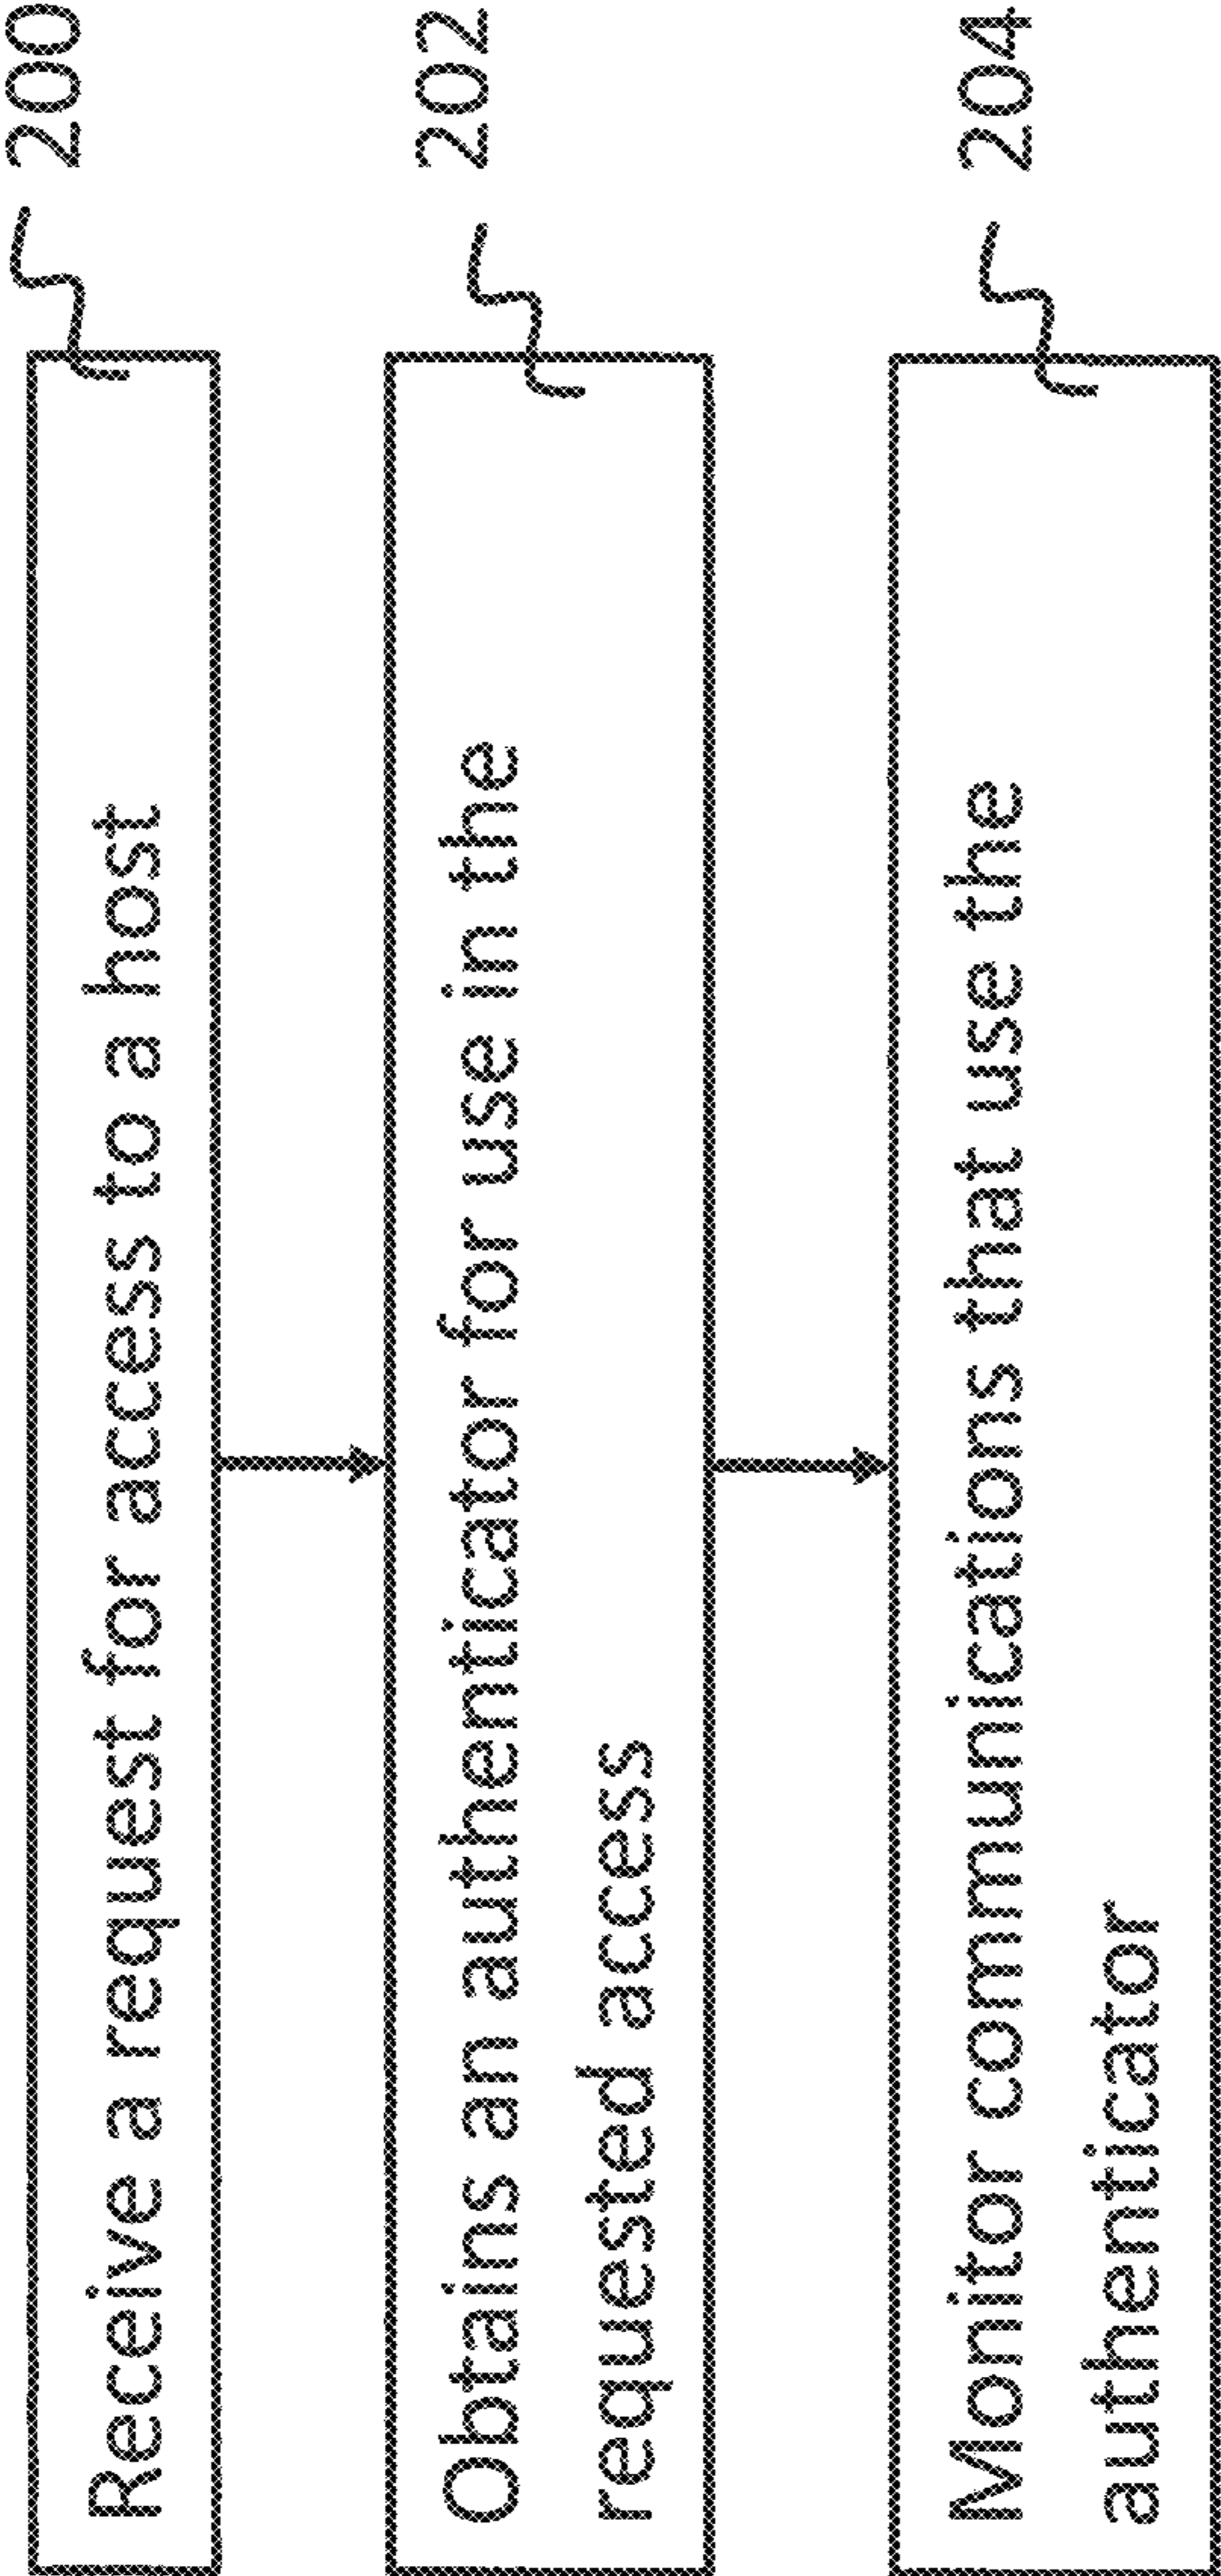 Receive a request for access to a host
200
Obtains an authenticator for use in the
requested access
202
Monitor communications that use the
authenticator
204